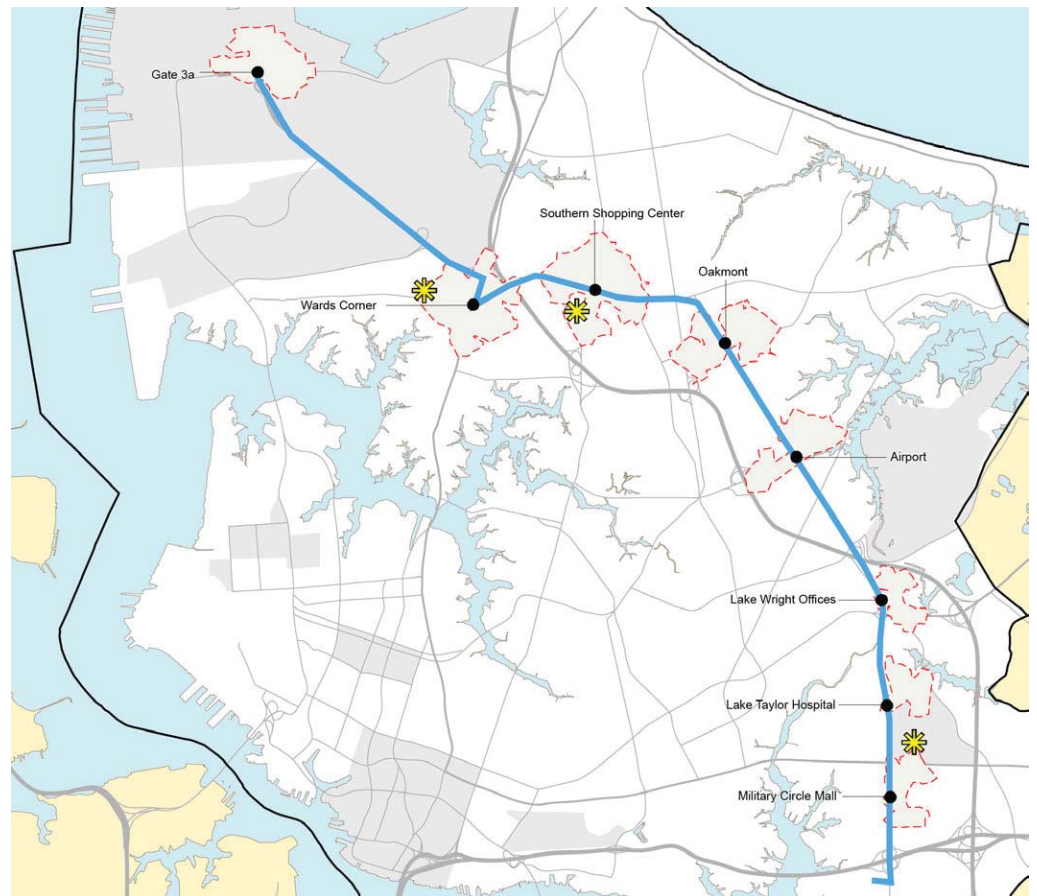 Gate 3a
Southern Shopping Center
Oakmont
Wards Corner
Airport
Lake Wright Offices
Lake Taylor Hospital
Military Circle Mall